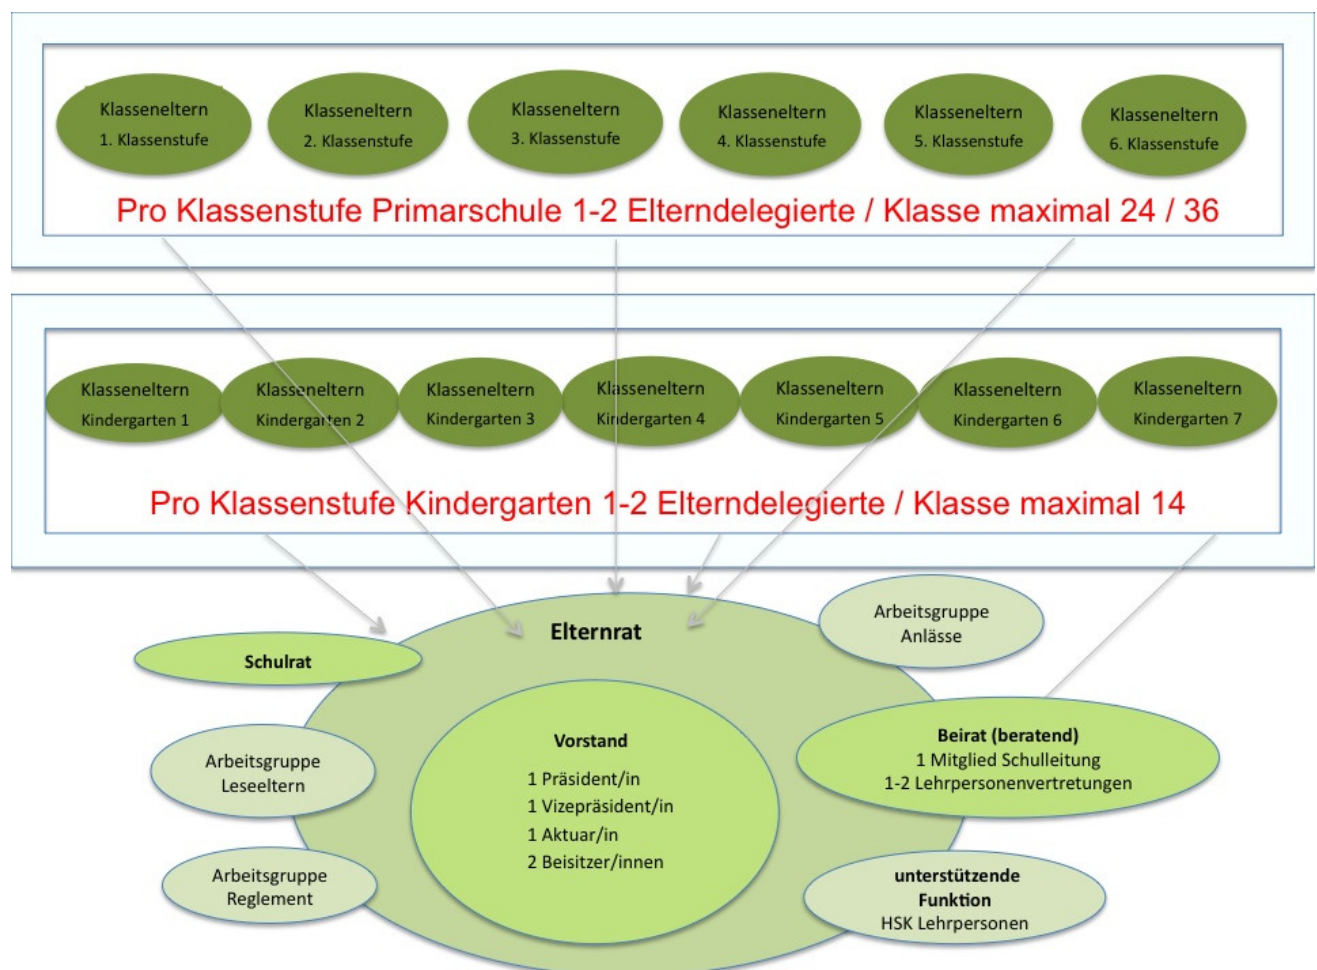 Klasseneltern
1. Klassenstufe
Klasseneltern
2. Klassenstufe
Klasseneltern
3. Klassenstufe
Klasseneltern
4. Klassenstufe
Klasseneltern
5. Klassenstufe
Klasseneltern
6. Klassenstufe
Pro Klassenstufe Primarschule 1-2 Elterndelegierte / Klasse maximal 24 / 36
Klasseneltern
Kindergarten 1
Klasseneltern
Kindergarten 2
Klasseneltern
Kindergarten 3
Klasseneltern
Kindergarten 4
Klasseneltern
Kindergarten 5
Klasseneltern
Kindergarten 6
Klasseneltern
Kindergarten 7
Pro Klassenstufe Kindergarten 1-2 Elterndelegierte / Klasse maximal 14
Elternrat
Arbeitsgruppe
Anlässe
Schulrat
Vorstand
1 Präsident/in
1 Vizepräsident/in
1 Aktuar/in
2 Beisitzer/innen
Beirat (beratend)
1 Mitglied Schulleitung
1-2 Lehrpersonenvertretungen
Arbeitsgruppe
Leseeltern
Arbeitsgruppe
Reglement
unterstützende
Funktion
HSK Lehrpersonen